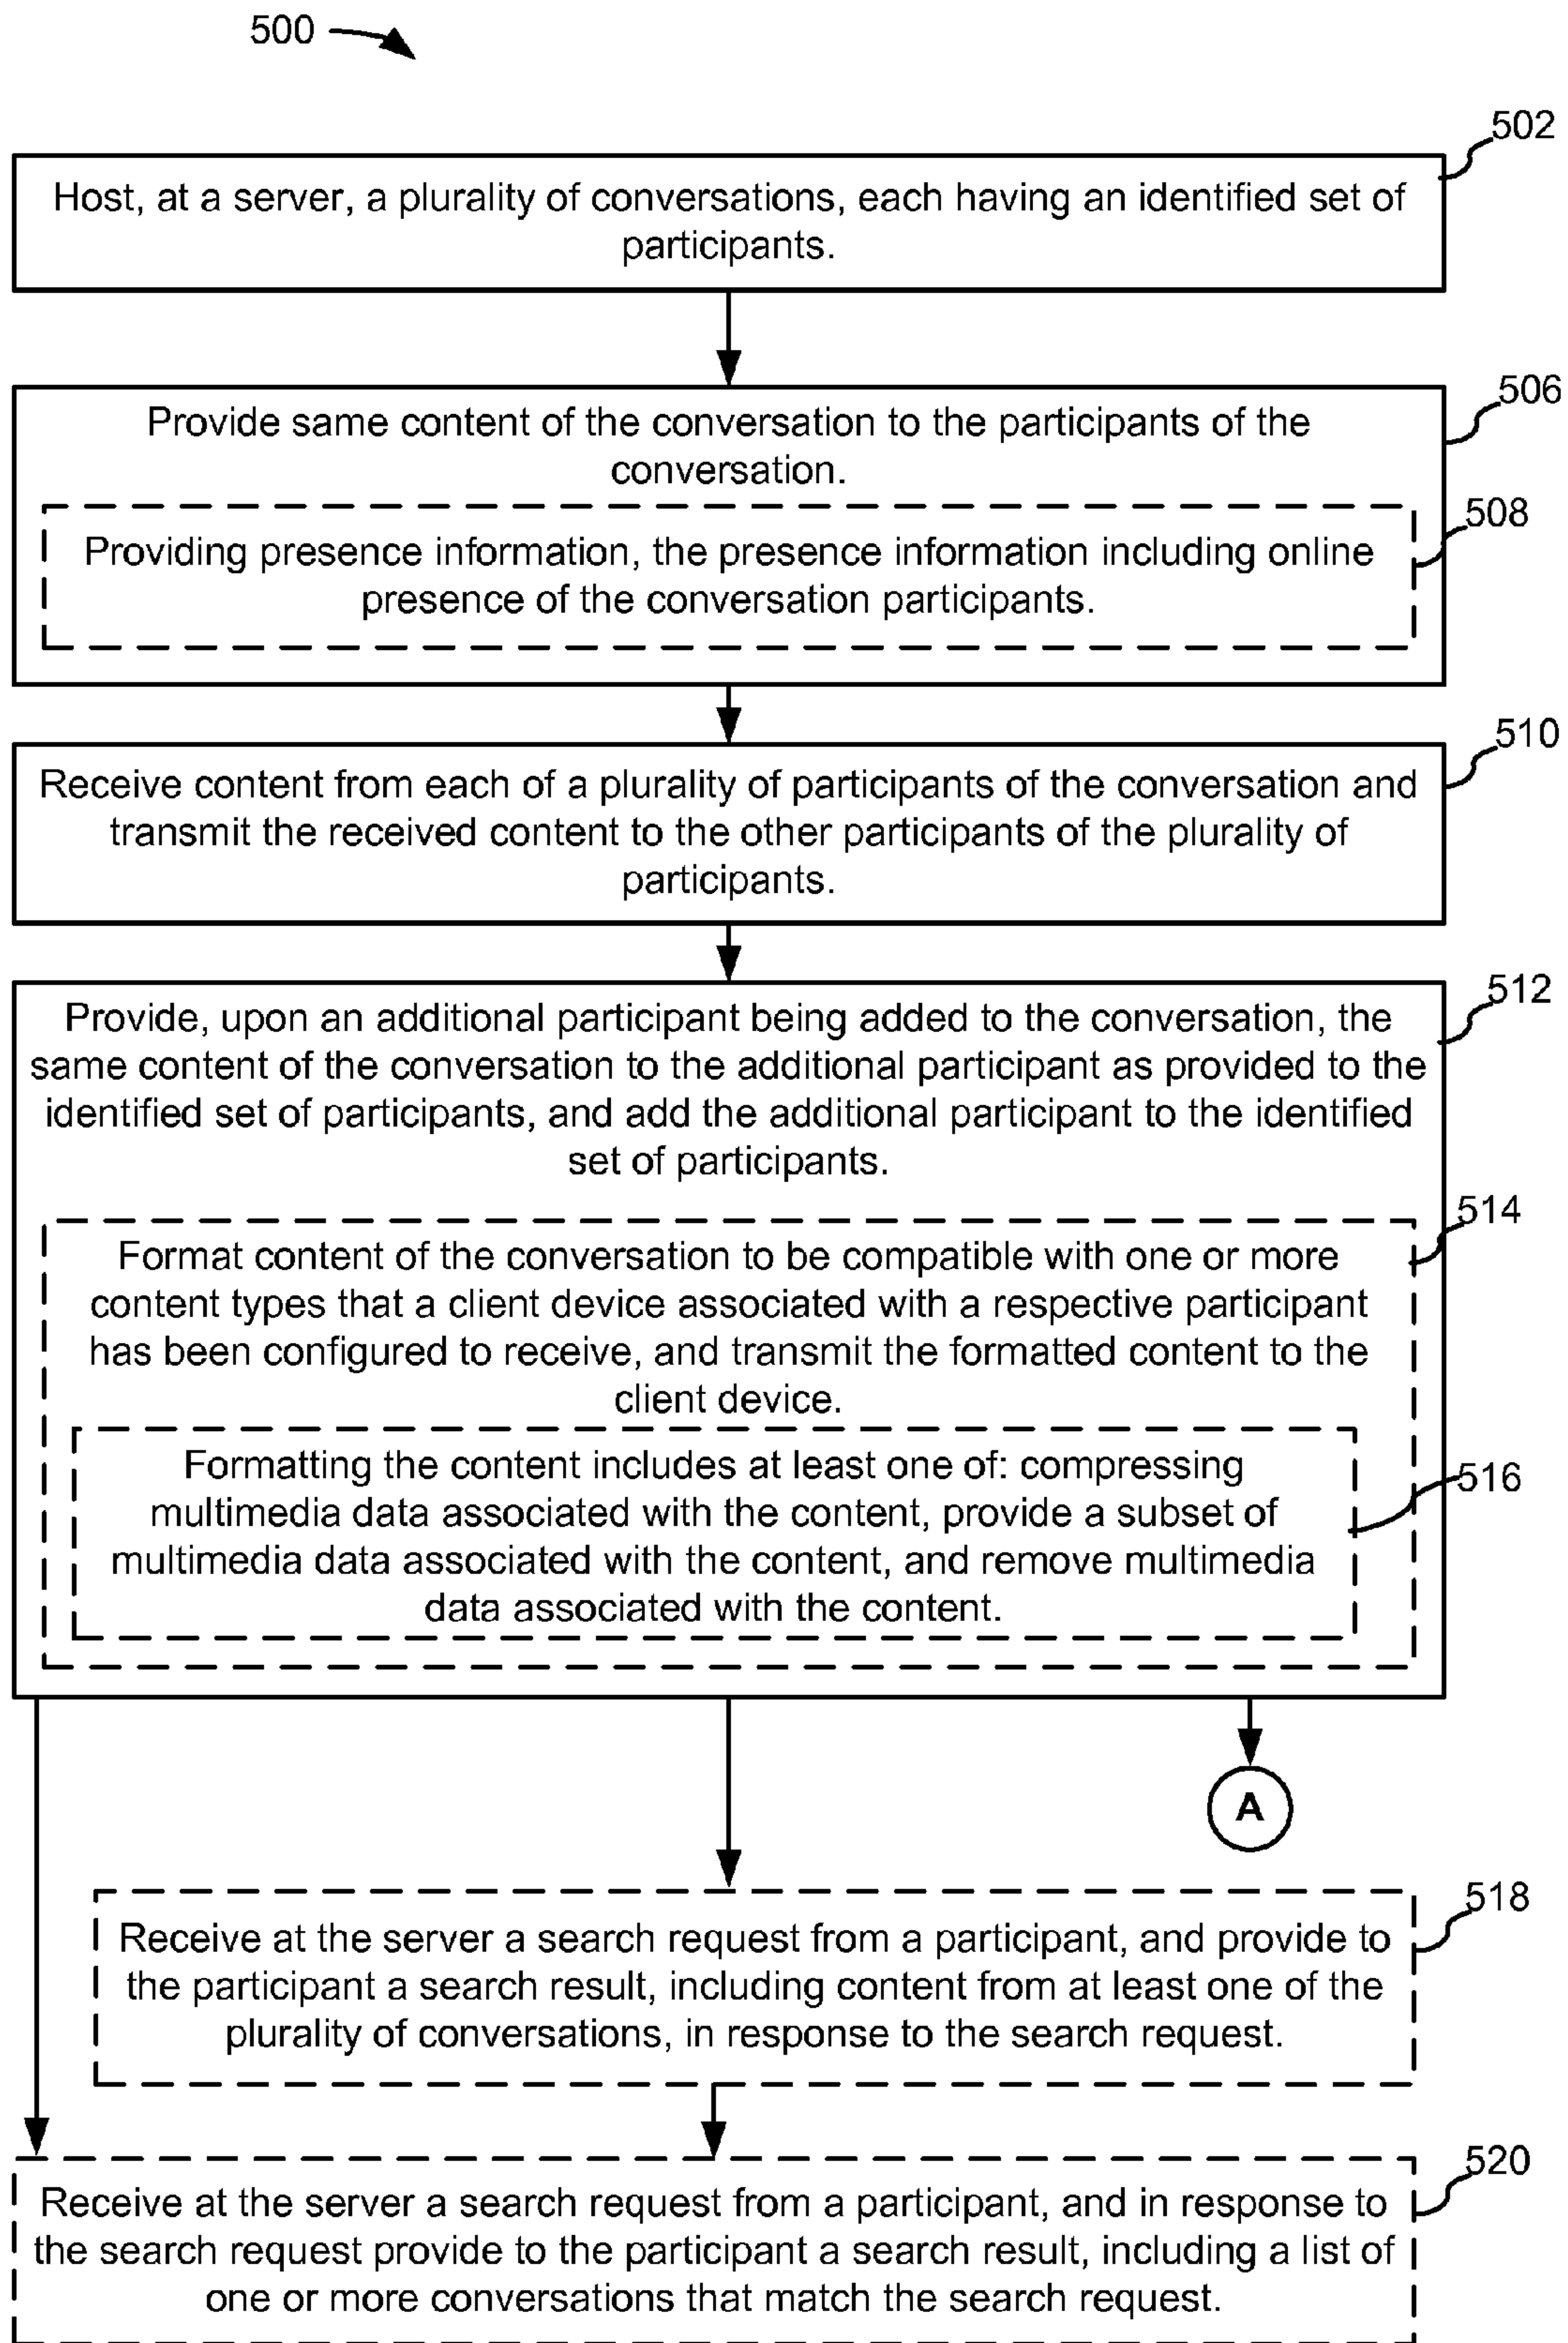 500
502
Host, at a server, a plurality of conversations, each having an identified set of
participants.
506
Provide same content of the conversation to the participants of the
conversation.
508
Providing presence information, the presence information including online
presence of the conversation participants.
510
Receive content from each of a plurality of participants of the conversation and
transmit the received content to the other participants of the plurality of
participants.
512
Provide, upon an additional participant being added to the conversation, the
same content of the conversation to the additional participant as provided to the
identified set of participants, and add the additional participant to the identified
set of participants.
514
Format content of the conversation to be compatible with one or more
content types that a client device associated with a respective participant
has been configured to receive, and transmit the formatted content to the
client device.
516
Formatting the content includes at least one of: compressing
multimedia data associated with the content, provide a subset of
multimedia data associated with the content, and remove multimedia
data associated with the content.
A
518
Receive at the server a search request from a participant, and provide to
the participant a search result, including content from at least one of the
plurality of conversations, in response to the search request.
520
Receive at the server a search request from a participant, and in response to
the search request provide to the participant a search result, including a list of
one or more conversations that match the search request.